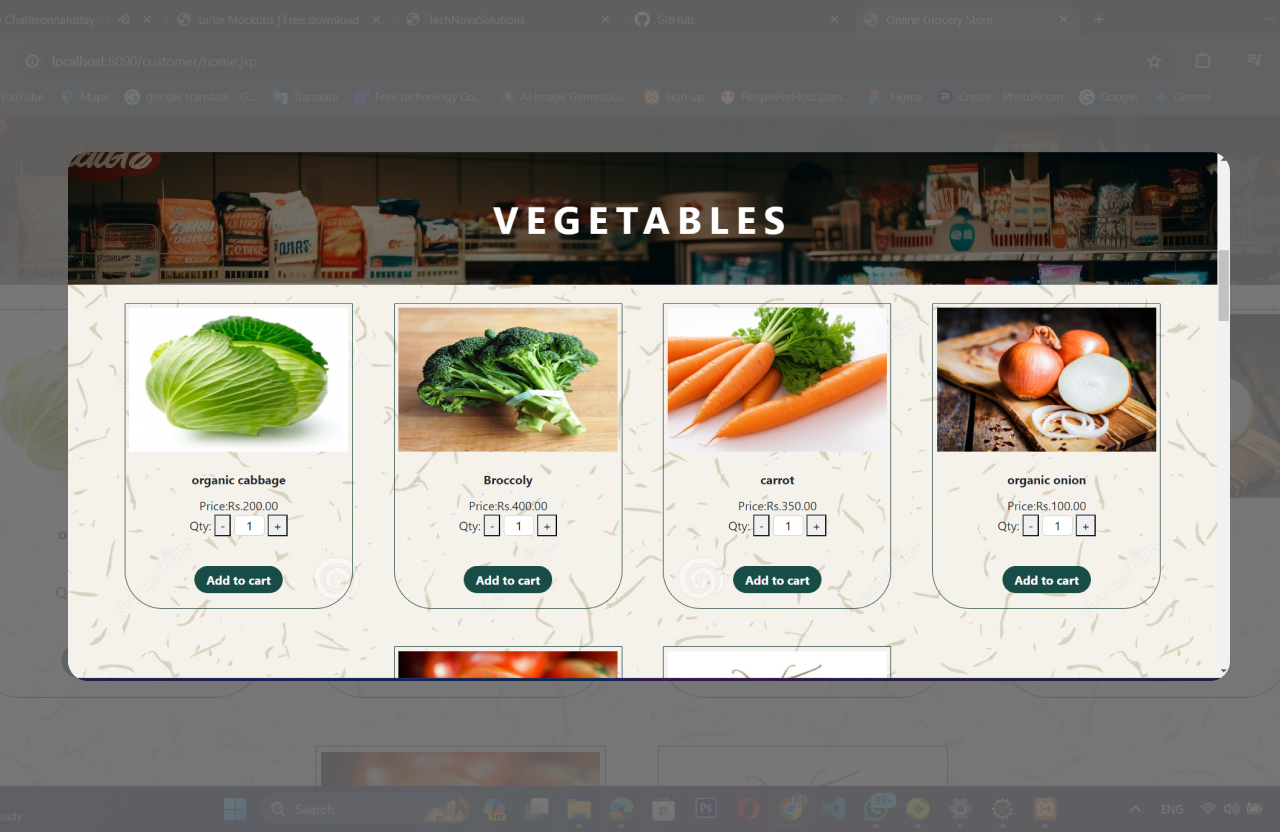 Charlieonnafriday -
ui/ux Mockups | Free download
TechNovaSolutions
GitHub
Online Grocery Store
localhost:8090/customer/home.jsp
YouTube
Maps
google translate - G...
Translate
Free technology Go...
AI Image Generatio...
Sign up
PeoplePerHour.com...
Figma
Create - PhotoRoom
Google
Gemini
VEGETABLES
organic cabbage
Price:Rs.200.00
Qty: - 1 +
Add to cart
Broccoly
Price:Rs.400.00
Qty: - 1 +
Add to cart
carrot
Price:Rs.350.00
Qty: - 1 +
Add to cart
organic onion
Price:Rs.100.00
Qty: - 1 +
Add to cart
Search
Ps
99+
ENG